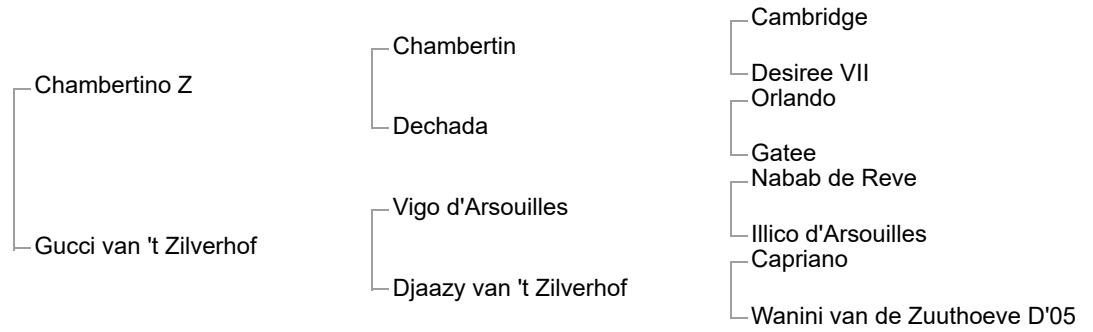 Cambridge
Chambertin
Desiree VII
Chambertino Z
Orlando
Dechada
Gatee
Nabab de Reve
Vigo d'Arsouilles
Illico d'Arsouilles
Gucci van 't Zilverhof
Capriano
Djaazy van 't Zilverhof
Wanini van de Zuuthoeve D'05